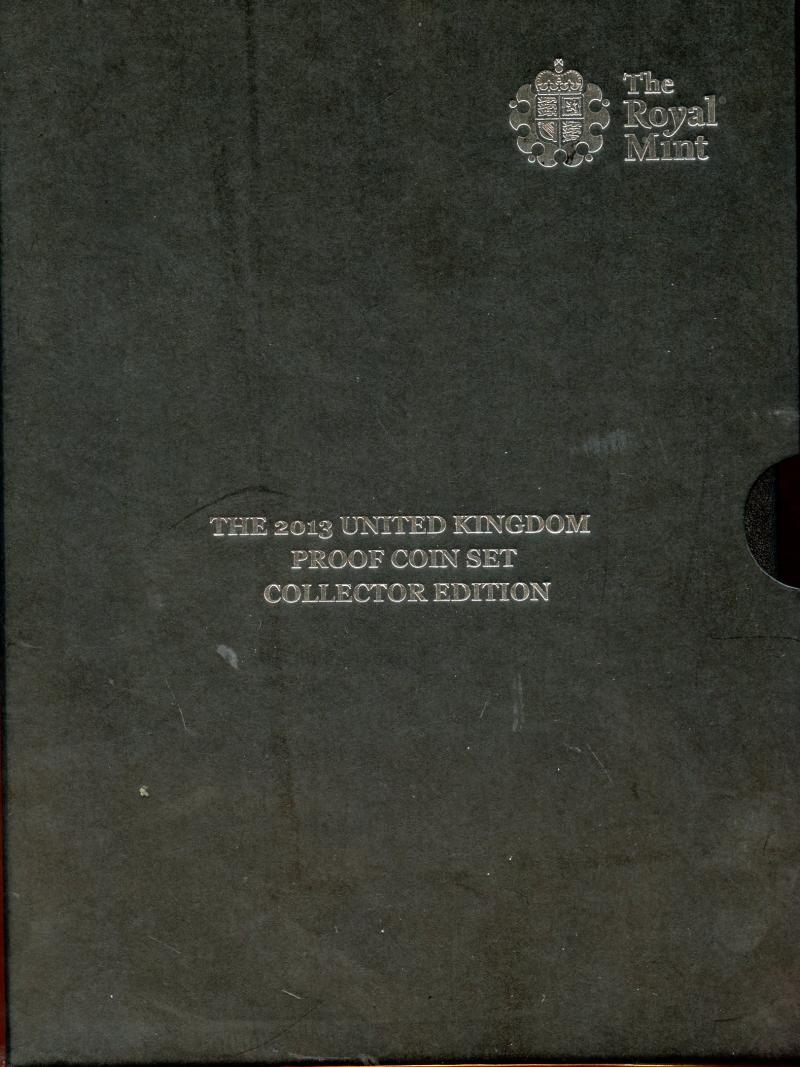 The
Royal
Mint
THE 2013 UNITED KINGDOM
PROOF COIN SET
COLLECTOR EDITION